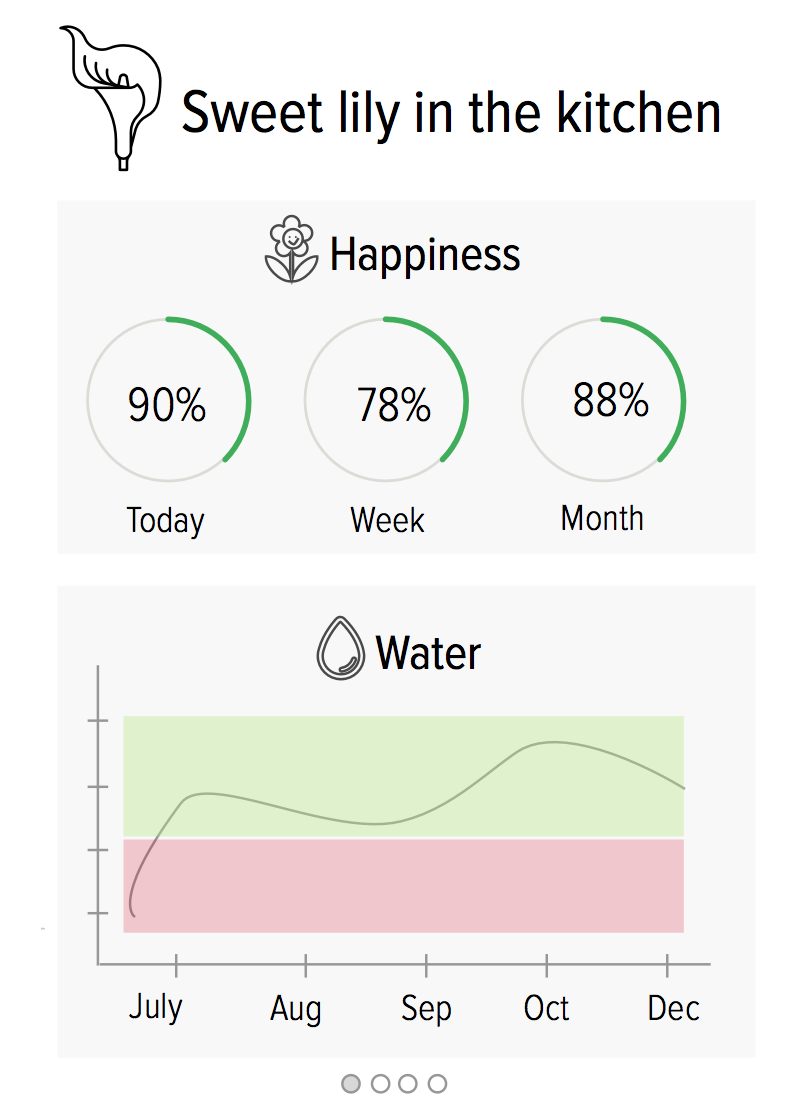 Sweet lily in the kitchen
Happiness
90% 78% 88%
Today Week Month
Water
July Aug Sep Oct Dec